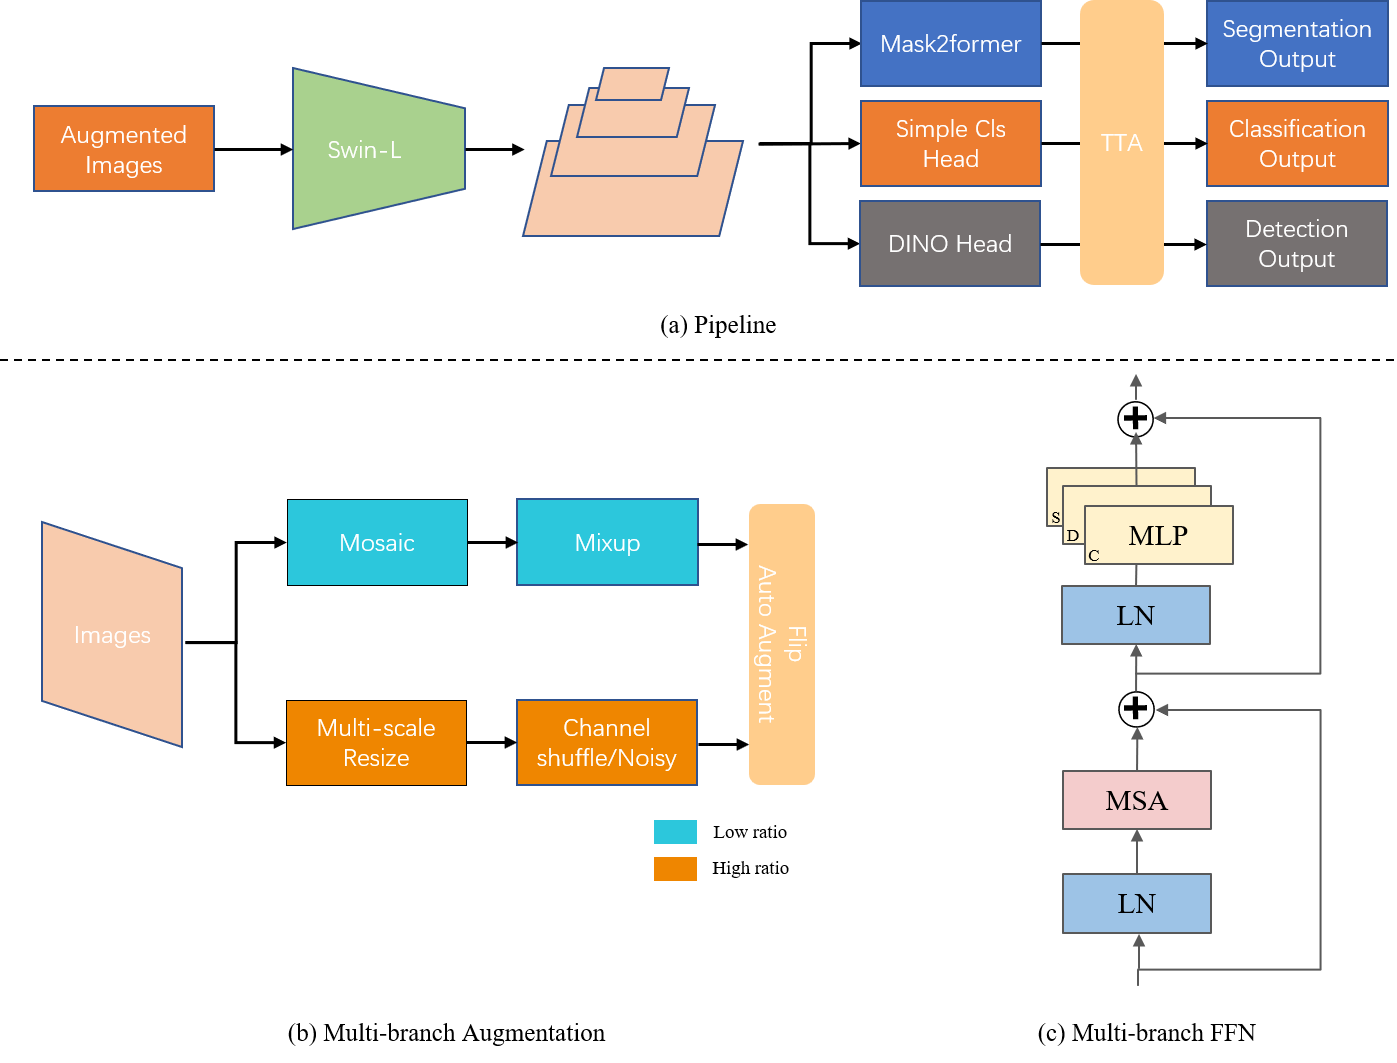 Augmented
Images
Swin-L
Mask2former
Simple Cls
Head
DINO Head
TTA
Segmentation
Output
Classification
Output
Detection
Output
(a) Pipeline
Images
Mosaic
Mixup
Multi-scale
Resize
Channel
shuffle/Noisy
Flip
Auto Augment
Low ratio
High ratio
(b) Multi-branch Augmentation
S
D
C
MLP
LN
MSA
LN
(c) Multi-branch FFN